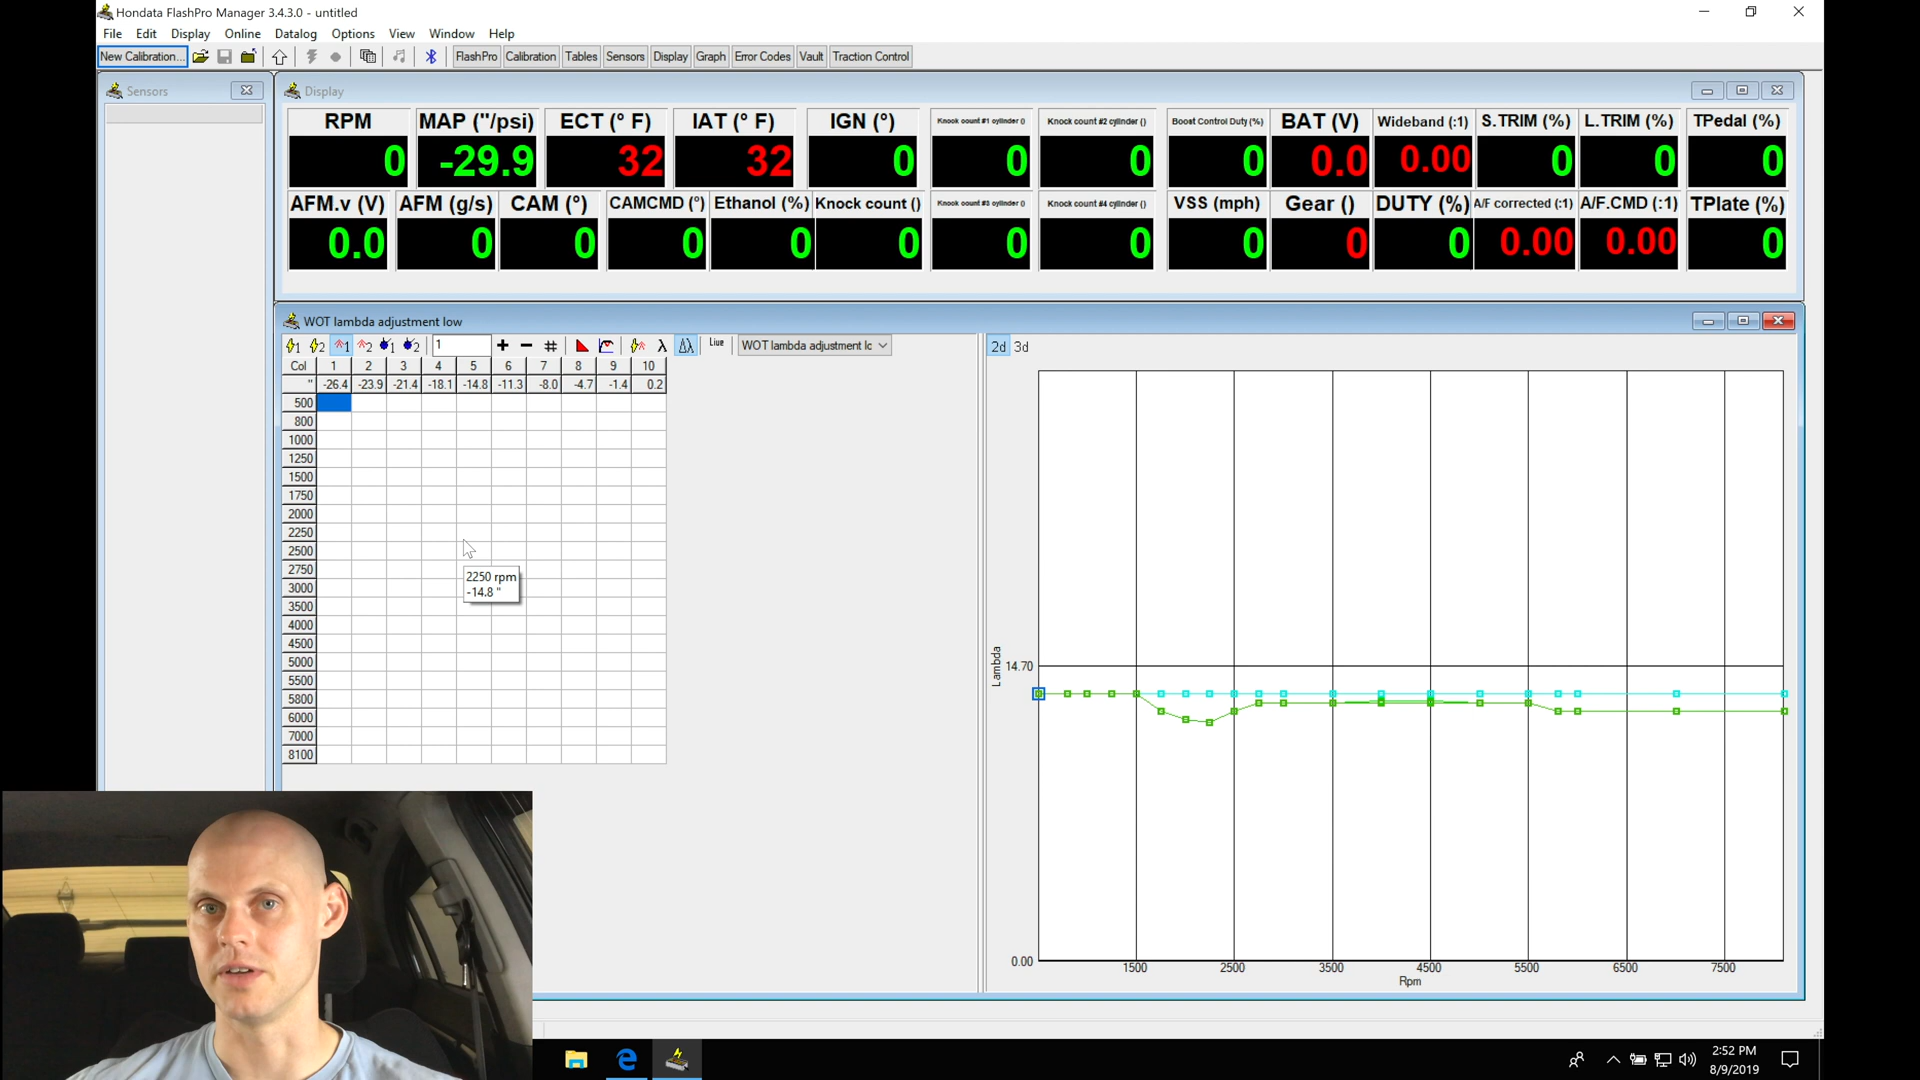 Hondata FlashPro Manager 3.4.3.0 - untitled
File Edit Display Online Datalog Options View Window Help
New Calibration... FlashPro Calibration Tables Sensors Display Graph Error Codes Vault Traction Control
Sensors
Display
RPM MAP ("/psi) ECT (° F) IAT (° F) IGN (°) Knock count #1 cylinder () Knock count #2 cylinder () Boost Control Duty (%) BAT (V) Wideband (:1) S.TRIM (%) L.TRIM (%) TPedal (%)
0 -29.9 32 32 0 0 0 0 0.0 0.00 0 0 0
AFM.v (V) AFM (g/s) CAM (°) CAMCMD (°) Ethanol (%) Knock count () Knock count #3 cylinder () Knock count #4 cylinder () VSS (mph) Gear () DUTY (%) A/F corrected (:1) A/F.CMD (:1) TPlate (%)
0.0 0 0 0 0 0 0 0 0 0 0 0.00 0.00 0
WOT lambda adjustment low
1 2 1 2 1 2 1 λ Live WOT lambda adjustment lc
2d 3d
Col 1 2 3 4 5 6 7 8 9 10
" -26.4 -23.9 -21.4 -18.1 -14.8 -11.3 -8.0 -4.7 -1.4 0.2
500
800
1000
1250
1500
1750
2000
2250
2500
2750
3000
3500
4000
4500
5000
5500
5800
6000
7000
8100
2250 rpm
-14.8 "
Lambda
14.70
0.00
1500 2500 3500 4500 5500 6500 7500
Rpm
2:52 PM
8/9/2019